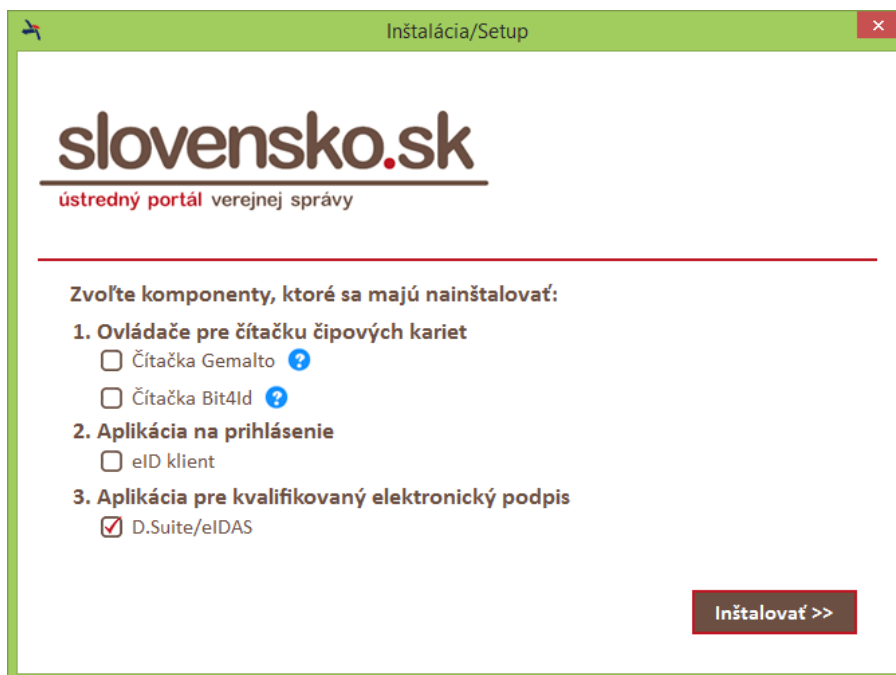 Inštalácia/Setup
slovensko.sk
ústredný portál verejnej správy
Zvoľte komponenty, ktoré sa majú nainštalovať:
1. Ovládače pre čítačku čipových kariet
Čítačka Gemalto ?
Čítačka Bit4Id ?
2. Aplikácia na prihlásenie
eID klient
3. Aplikácia pre kvalifikovaný elektronický podpis
D.Suite/eIDAS
Inštalovať >>